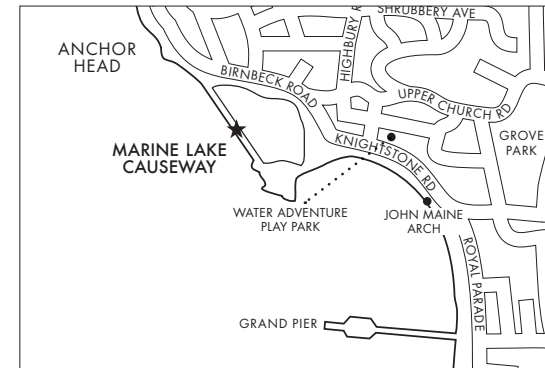 SHRUBBERY AVE
ANCHOR
HEAD
HIGHBURY R
BIRNBECK ROAD
UPPER CHURCH RD
GROVE
PARK
KNIGHTSTONE RD
MARINE LAKE
CAUSEWAY
WATER ADVENTURE
PLAY PARK
JOHN MAINE
ARCH
ROYAL PARADE
GRAND PIER